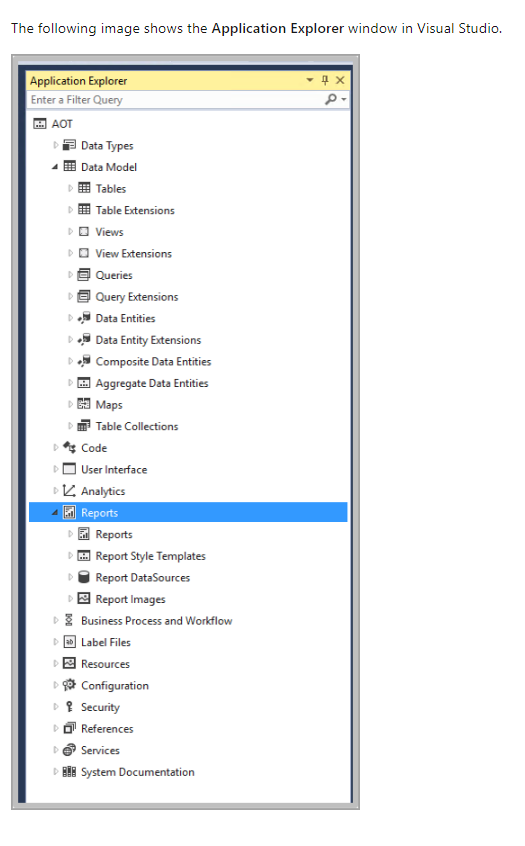 The following image shows the Application Explorer window in Visual Studio.
Application Explorer
Enter a Filter Query
AOT
Data Types
Data Model
Tables
Table Extensions
Views
View Extensions
Queries
Query Extensions
Data Entities
Data Entity Extensions
Composite Data Entities
Aggregate Data Entities
Maps
Table Collections
Code
User Interface
Analytics
Reports
Reports
Report Style Templates
Report DataSources
Report Images
Business Process and Workflow
Label Files
Resources
Configuration
Security
References
Services
System Documentation